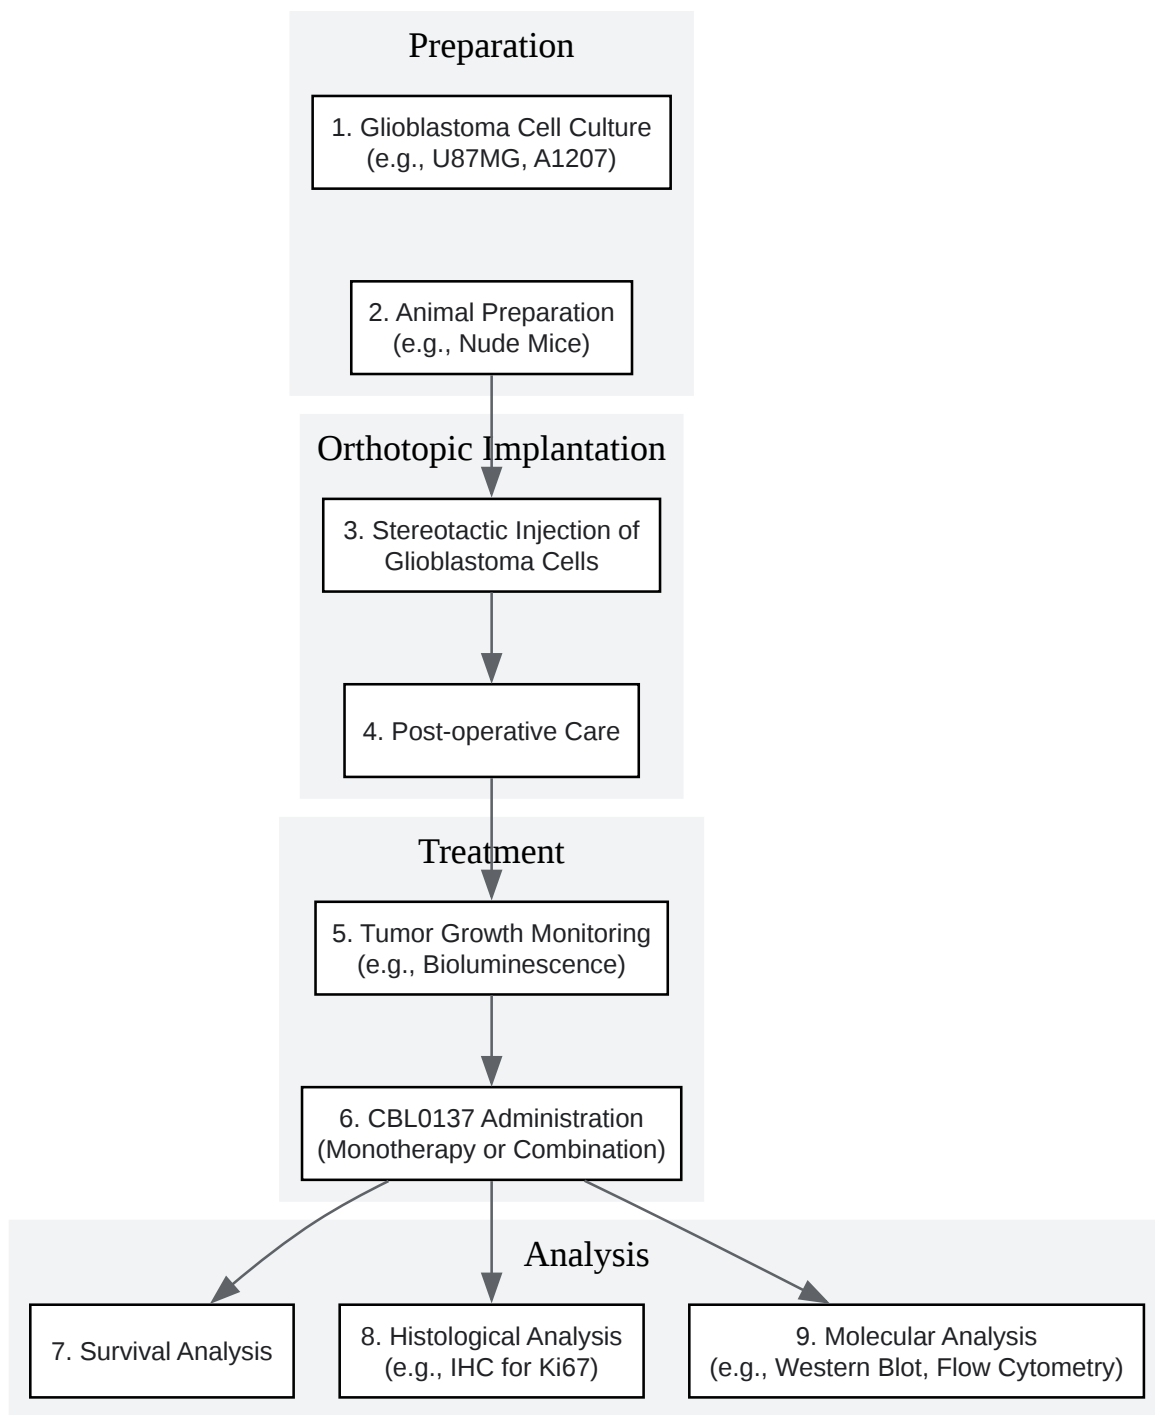 Preparation
1. Glioblastoma Cell Culture
(e.g., U87MG, A1207)
2. Animal Preparation
(e.g., Nude Mice)
Orthotopic Implantation
3. Stereotactic Injection of
Glioblastoma Cells
4. Post-operative Care
Treatment
5. Tumor Growth Monitoring
(e.g., Bioluminescence)
6. CBL0137 Administration
(Monotherapy or Combination)
Analysis
7. Survival Analysis
8. Histological Analysis
(e.g., IHC for Ki67)
9. Molecular Analysis
(e.g., Western Blot, Flow Cytometry)